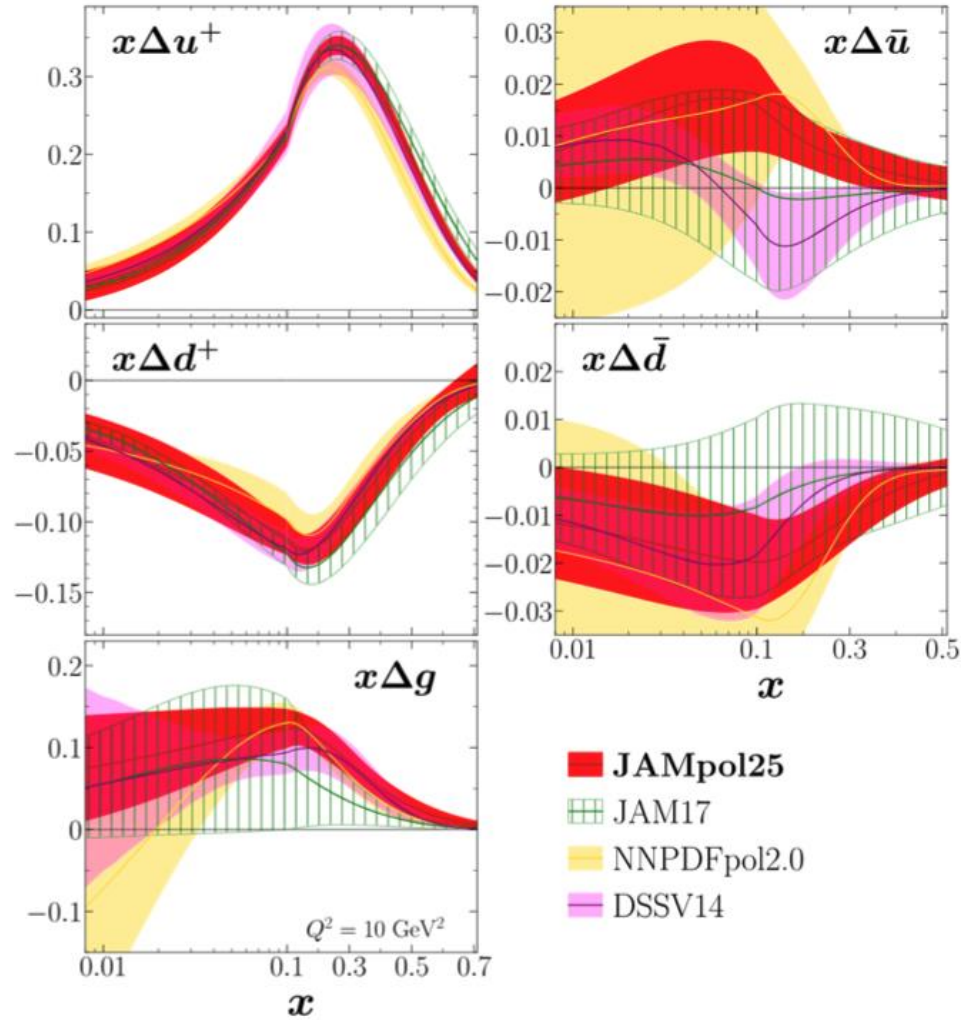 xΔu⁺
0.3
0.2
0.1
0
xΔū
0.03
0.02
0.01
0
−0.01
−0.02
xΔd⁺
0
−0.05
−0.10
−0.15
xΔd̄
0.02
0.01
0
−0.01
−0.02
−0.03
0.01 0.1 0.3 0.5
x
xΔg
0.2
0.1
0
−0.1
Q² = 10 GeV²
0.01 0.1 0.3 0.5 0.7
x
JAMpol25
JAM17
NNPDFpol2.0
DSSV14